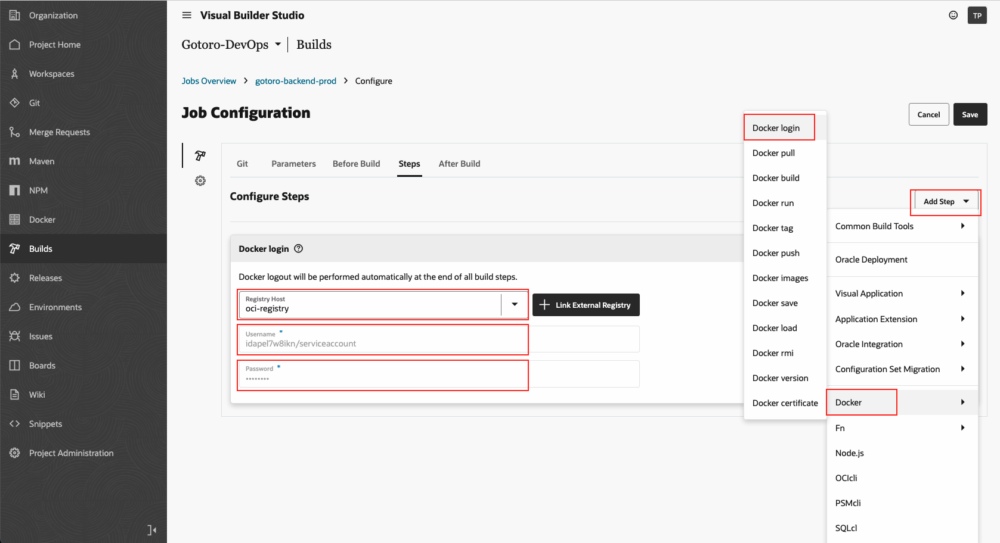 Organization
Project Home
Workspaces
Git
Merge Requests
Maven
NPM
Docker
Builds
Releases
Environments
Issues
Boards
Wiki
Snippets
Project Administration
Visual Builder Studio
TP
Gotoro-DevOps
Builds
Jobs Overview > gotoro-backend-prod > Configure
Job Configuration
Cancel
Save
Git
Parameters
Before Build
Steps
After Build
Configure Steps
Add Step
Docker login
Docker logout will be performed automatically at the end of all build steps.
Registry Host
oci-registry
Link External Registry
Username *
idapel7w8ikn/serviceaccount
Password *
••••••••
Docker login
Docker pull
Docker build
Docker run
Docker tag
Docker push
Docker images
Docker save
Docker load
Docker rmi
Docker version
Docker certificate
Common Build Tools
Oracle Deployment
Visual Application
Application Extension
Oracle Integration
Configuration Set Migration
Docker
Fn
Node.js
OCIcli
PSMcli
SQLcl